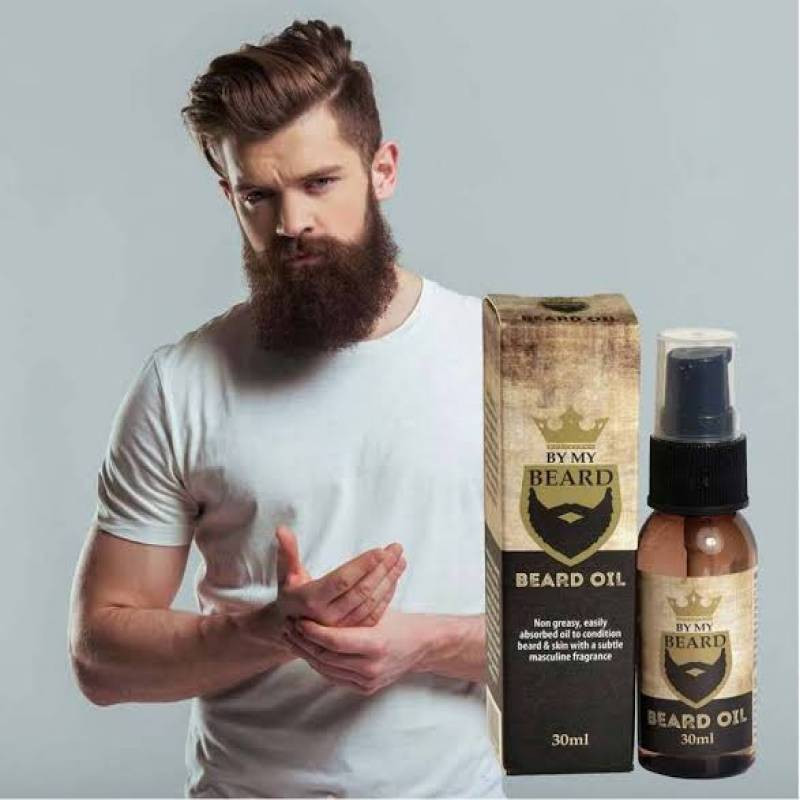 BEARD OIL
BY MY
BEARD
BEARD OIL
Non greasy, easily
absorbed oil to condition
beard & skin with a subtle
masculine fragrance
30ml
BY MY
BEARD
BEARD OIL
30ml